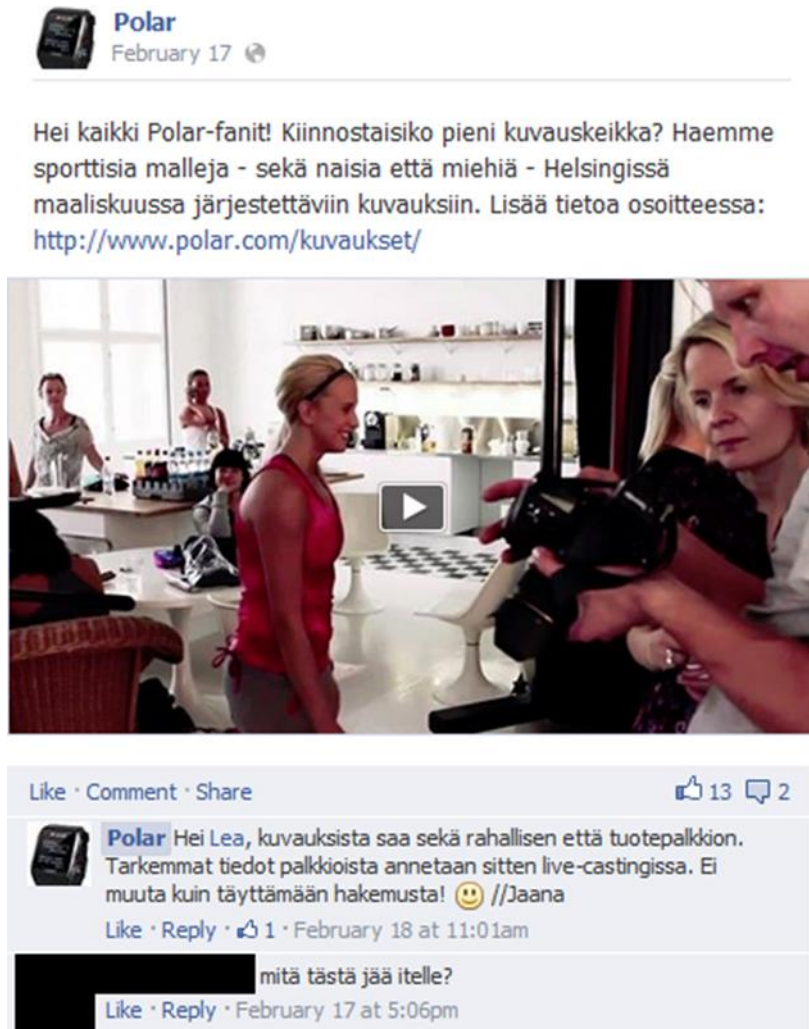 Polar
February 17
Hei kaikki Polar-fanit! Kiinnostaisiko pieni kuvauskeikka? Haemme
sporttisia malleja - sekä naisia että miehiä - Helsingissä
maaliskuussa järjestettäviin kuvauksiin. Lisää tietoa osoitteessa:
http://www.polar.com/kuvaukset/
Like · Comment · Share 13 2
Polar Hei Lea, kuvauksista saa sekä rahallisen että tuotepalkkion.
Tarkemmat tiedot palkkioista annetaan sitten live-castingissa. Ei
muuta kuin täyttämään hakemusta! //Jaana
Like · Reply · 1 · February 18 at 11:01am
mitä tästä jää itelle?
Like · Reply · February 17 at 5:06pm